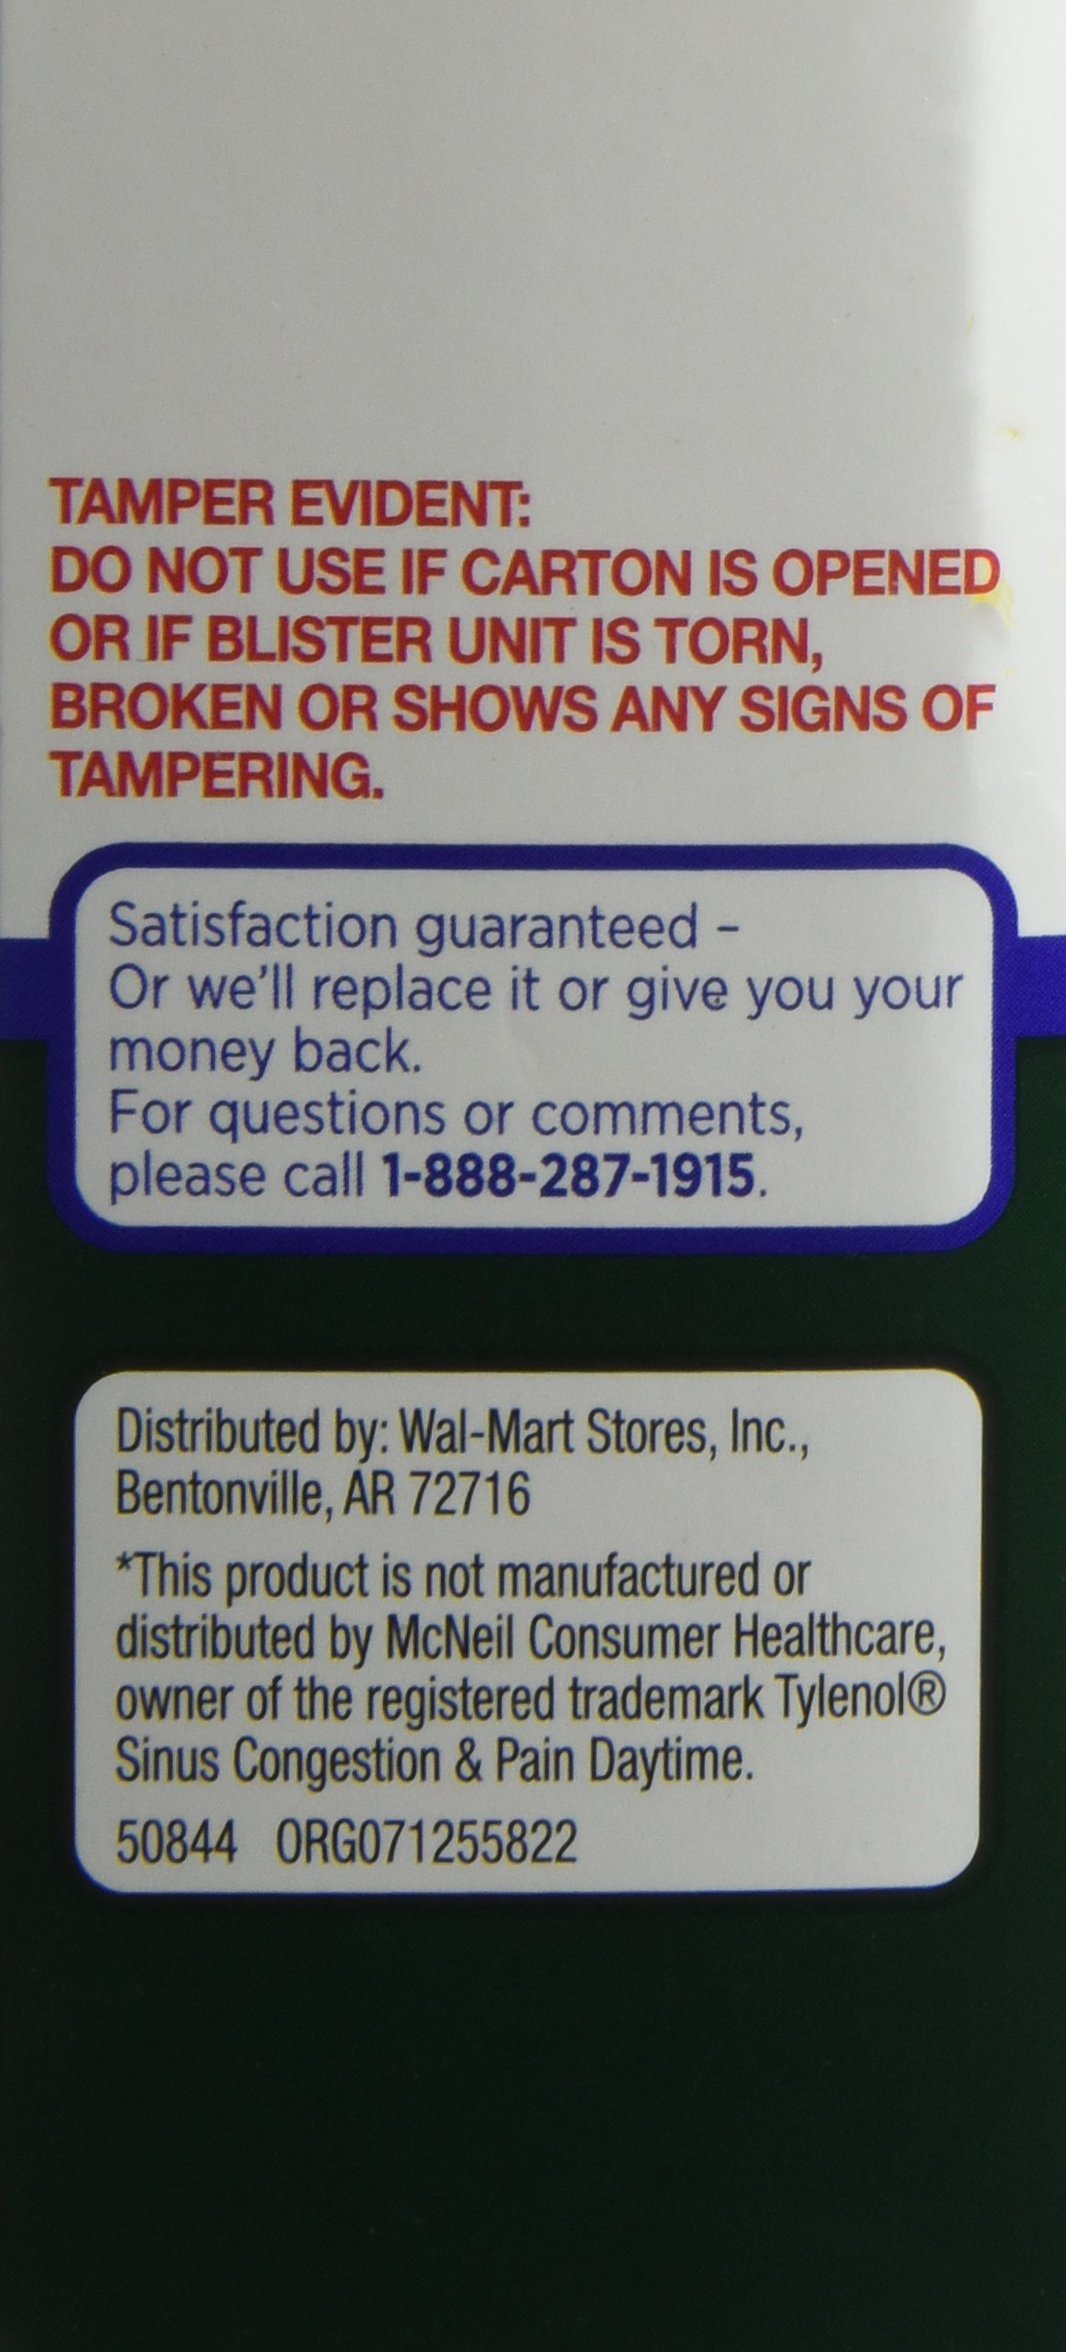 TAMPER EVIDENT:
DO NOT USE IF CARTON IS OPENED
OR IF BLISTER UNIT IS TORN,
BROKEN OR SHOWS ANY SIGNS OF
TAMPERING.
Satisfaction guaranteed –
Or we'll replace it or give you your
money back.
For questions or comments,
please call 1-888-287-1915.
Distributed by: Wal-Mart Stores, Inc.,
Bentonville, AR 72716
*This product is not manufactured or
distributed by McNeil Consumer Healthcare,
owner of the registered trademark Tylenol®
Sinus Congestion & Pain Daytime.
50844 ORG071255822